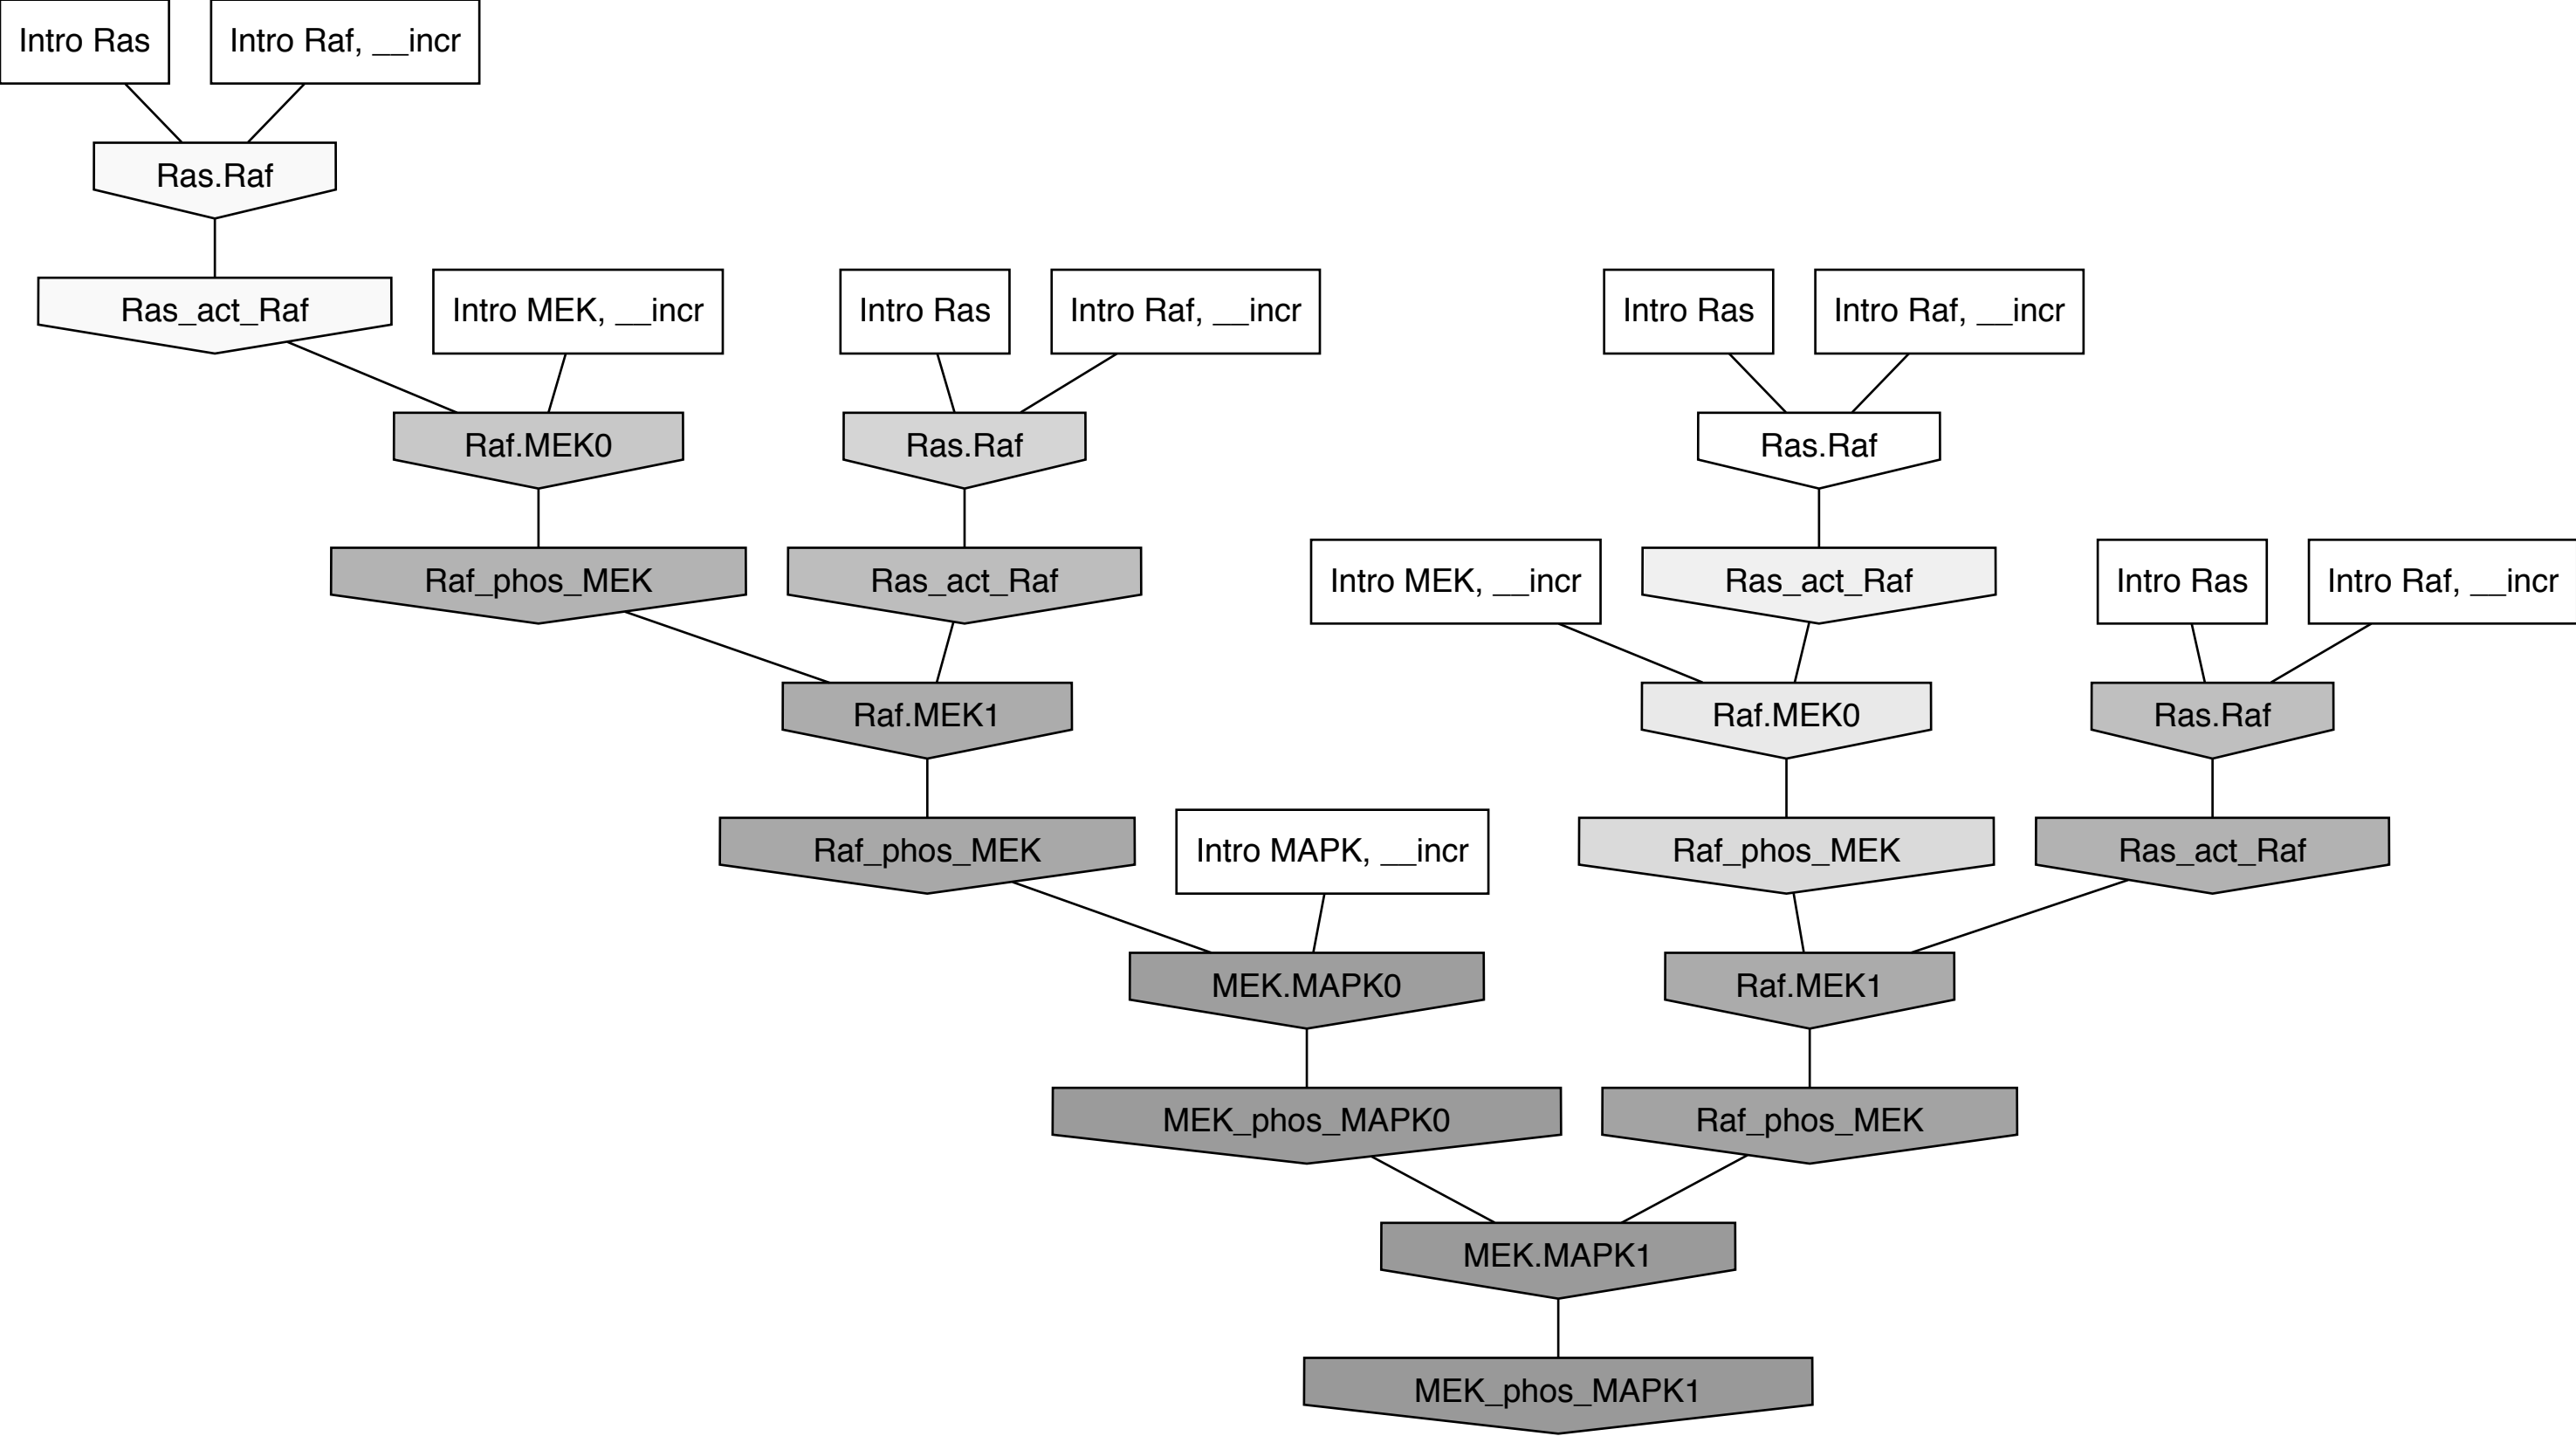 Intro Ras
Intro Raf, __incr
Ras.Raf
Ras_act_Raf
Intro MEK, __incr
Intro Ras
Intro Raf, __incr
Intro Ras
Intro Raf, __incr
Raf.MEK0
Ras.Raf
Ras.Raf
Raf_phos_MEK
Ras_act_Raf
Intro MEK, __incr
Ras_act_Raf
Intro Ras
Intro Raf, __incr
Raf.MEK1
Raf.MEK0
Ras.Raf
Raf_phos_MEK
Intro MAPK, __incr
Raf_phos_MEK
Ras_act_Raf
MEK.MAPK0
Raf.MEK1
MEK_phos_MAPK0
Raf_phos_MEK
MEK.MAPK1
MEK_phos_MAPK1